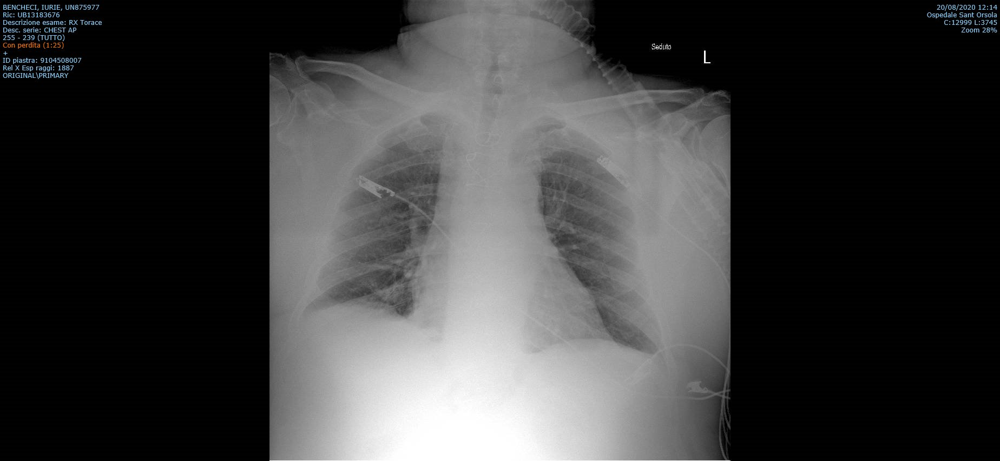 BENCHECI, IURIE, UN875977
Ric: UB13183676
Descrizione esame: RX Torace
Desc. serie: CHEST AP
255 - 239 (TUTTO)
Con perdita (1:25)
+
ID piastra: 9104508007
Rel X Esp raggi: 1887
ORIGINAL\PRIMARY
20/08/2020 12:14
Ospedale Sant Orsola
C:12999 L:3745
Zoom 28%
Seduto
L